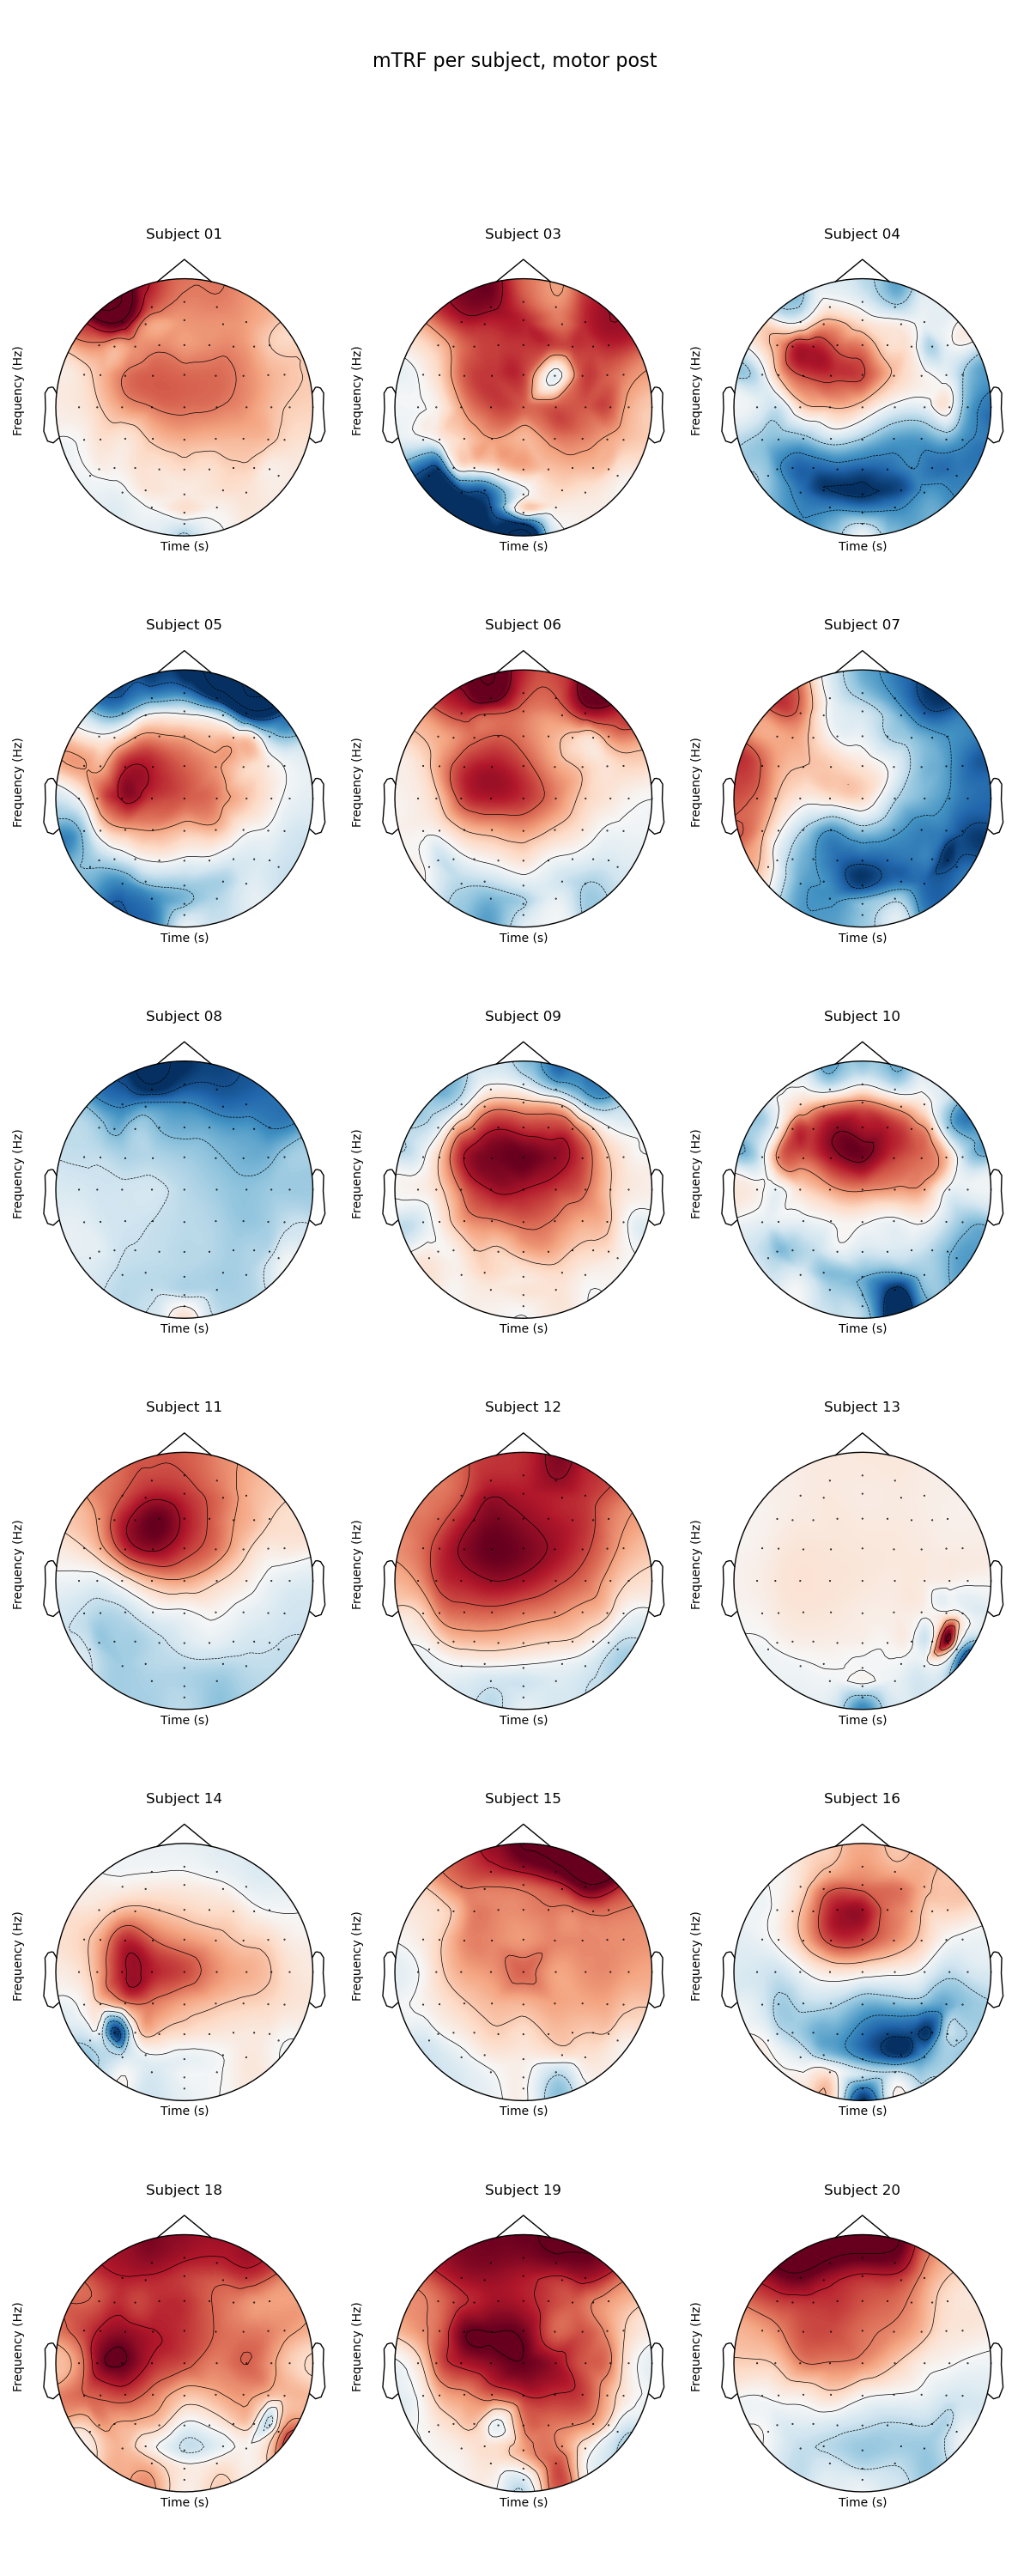 mTRF per subject, motor post
Subject 01
Subject 03
Subject 04
Frequency (Hz)
Frequency (Hz)
Frequency (Hz)
Time (s)
Time (s)
Time (s)
Subject 05
Subject 06
Subject 07
Frequency (Hz)
Frequency (Hz)
Frequency (Hz)
Time (s)
Time (s)
Time (s)
Subject 08
Subject 09
Subject 10
Frequency (Hz)
Frequency (Hz)
Frequency (Hz)
Time (s)
Time (s)
Time (s)
Subject 11
Subject 12
Subject 13
Frequency (Hz)
Frequency (Hz)
Frequency (Hz)
Time (s)
Time (s)
Time (s)
Subject 14
Subject 15
Subject 16
Frequency (Hz)
Frequency (Hz)
Frequency (Hz)
Time (s)
Time (s)
Time (s)
Subject 18
Subject 19
Subject 20
Frequency (Hz)
Frequency (Hz)
Frequency (Hz)
Time (s)
Time (s)
Time (s)